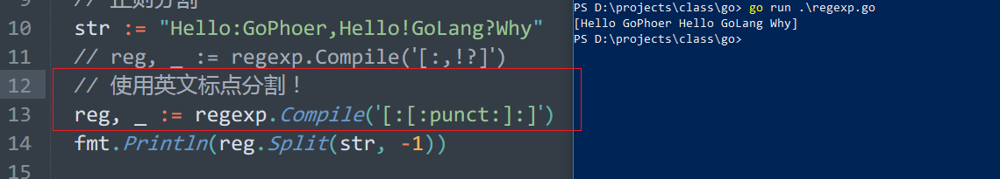 // 正则分割
10 str := "Hello:GoPhoer,Hello!GoLang?Why"
11 // reg, _ := regexp.Compile(`[:,!?]`)
12 // 使用英文标点分割！
13 reg, _ := regexp.Compile(`[:[:punct:]:]`)
14 fmt.Println(reg.Split(str, -1))
15
PS D:\projects\class\go> go run .\regexp.go
[Hello GoPhoer Hello GoLang Why]
PS D:\projects\class\go>